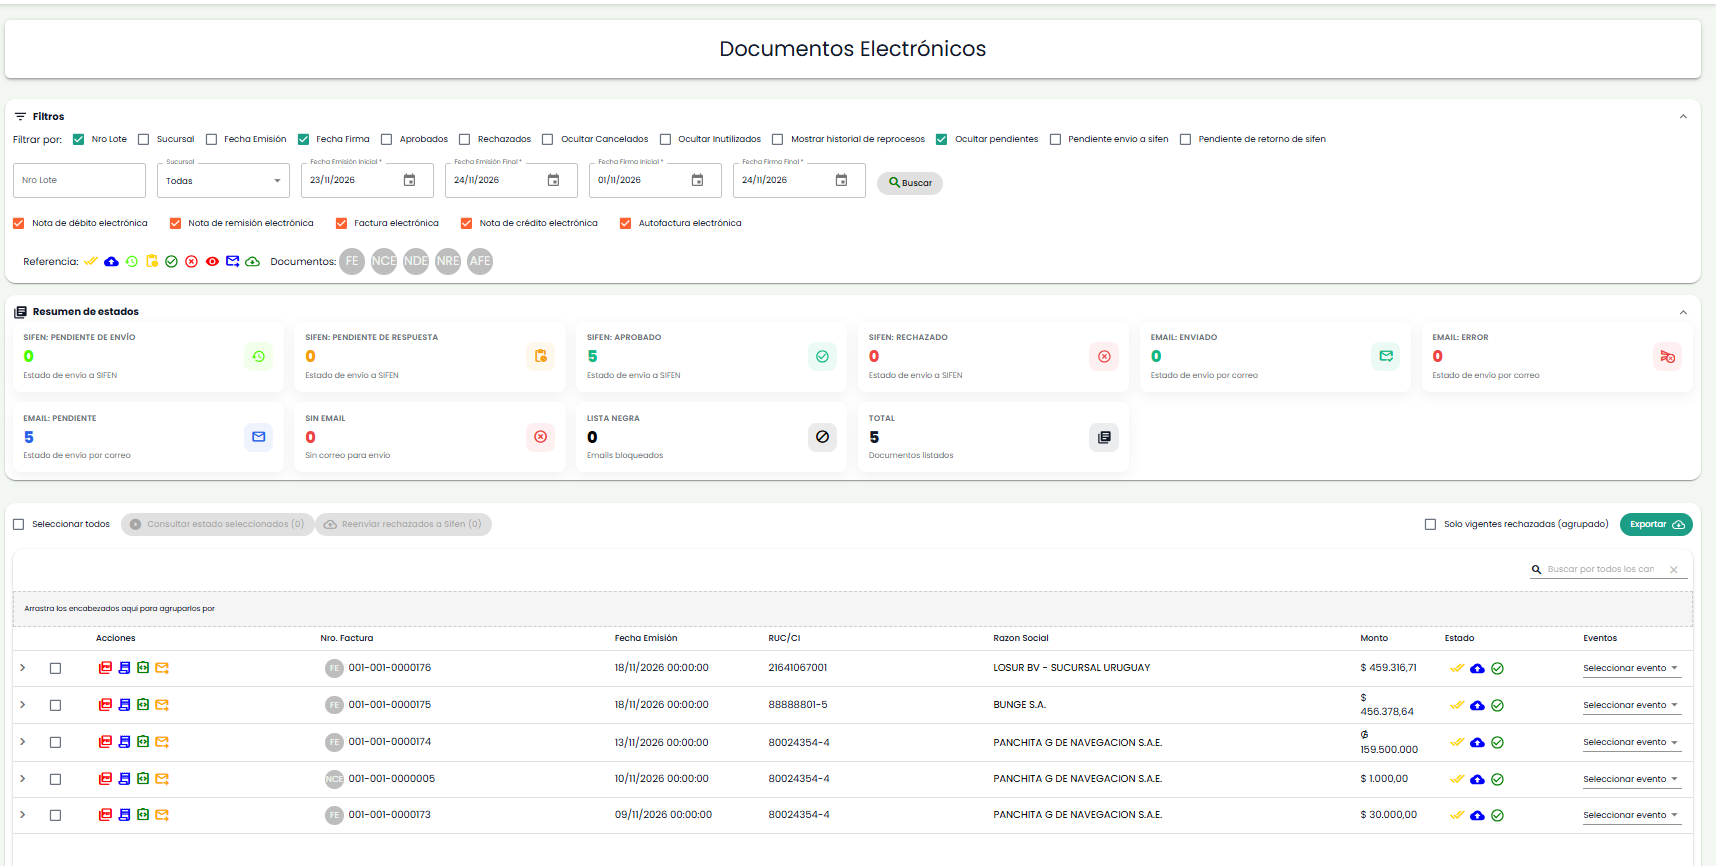 Documentos Electrónicos
Filtros
Filtrar por: Nro Lote Sucursal Fecha Emisión Fecha Firma Aprobados Rechazados Ocultar Cancelados Ocultar Inutilizados Mostrar historial de reprocesos Ocultar pendientes Pendiente envio a sifen Pendiente de retorno de sifen
Sucursal Fecha Emisión Inicial * Fecha Emisión Final * Fecha Firma Inicial * Fecha Firma Final *
Nro Lote Todas 23/11/2026 24/11/2026 01/11/2026 24/11/2026 Buscar
Nota de débito electrónica Nota de remisión electrónica Factura electrónica Nota de crédito electrónica Autofactura electrónica
Referencia: Documentos: FE NCE NDE NRE AFE
Resumen de estados
SIFEN: PENDIENTE DE ENVÍO SIFEN: PENDIENTE DE RESPUESTA SIFEN: APROBADO SIFEN: RECHAZADO EMAIL: ENVIADO EMAIL: ERROR
0 0 5 0 0 0
Estado de envío a SIFEN Estado de envío a SIFEN Estado de envío a SIFEN Estado de envío a SIFEN Estado de envío por correo Estado de envío por correo
EMAIL: PENDIENTE SIN EMAIL LISTA NEGRA TOTAL
5 0 0 5
Estado de envío por correo Sin correo para envío Emails bloqueados Documentos listados
Seleccionar todos Consultar estado seleccionados (0) Reenviar rechazados a Sifen (0) Solo vigentes rechazadas (agrupado) Exportar
Buscar por todos los can
Arrastra los encabezados aquí para agruparlos por
Acciones Nro. Factura Fecha Emisión RUC/CI Razon Social Monto Estado Eventos
FE 001-001-0000176 18/11/2026 00:00:00 21641067001 LOSUR BV - SUCURSAL URUGUAY $ 459.316,71 Seleccionar evento
FE 001-001-0000175 18/11/2026 00:00:00 88888801-5 BUNGE S.A. $ 456.378,64 Seleccionar evento
FE 001-001-0000174 13/11/2026 00:00:00 80024354-4 PANCHITA G DE NAVEGACION S.A.E. ₲ 159.500.000 Seleccionar evento
NCE 001-001-0000005 10/11/2026 00:00:00 80024354-4 PANCHITA G DE NAVEGACION S.A.E. $ 1.000,00 Seleccionar evento
FE 001-001-0000173 09/11/2026 00:00:00 80024354-4 PANCHITA G DE NAVEGACION S.A.E. $ 30.000,00 Seleccionar evento